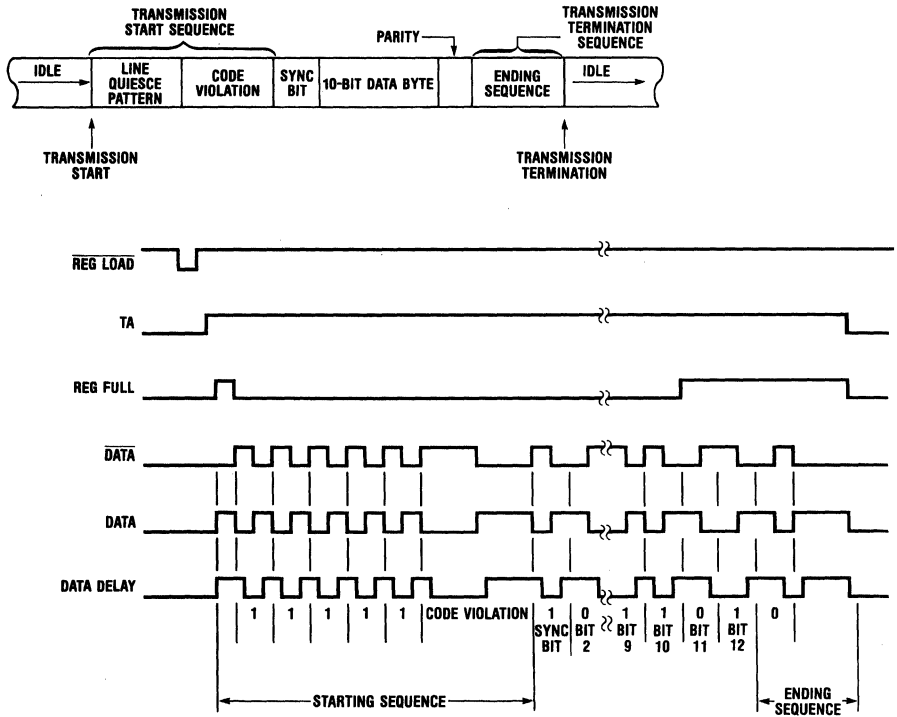 TRANSMISSION
START SEQUENCE
PARITY
TRANSMISSION
TERMINATION
SEQUENCE
IDLE
LINE
QUIESCE
PATTERN
CODE
VIOLATION
SYNC
BIT
10-BIT DATA BYTE
ENDING
SEQUENCE
IDLE
TRANSMISSION
START
TRANSMISSION
TERMINATION
REG LOAD
TA
REG FULL
DATA
DATA
DATA DELAY
1 1 1 1 1 CODE VIOLATION 1 0 1 1 0 1 0
SYNC BIT BIT BIT BIT BIT
BIT 2 9 10 11 12
STARTING SEQUENCE
ENDING
SEQUENCE